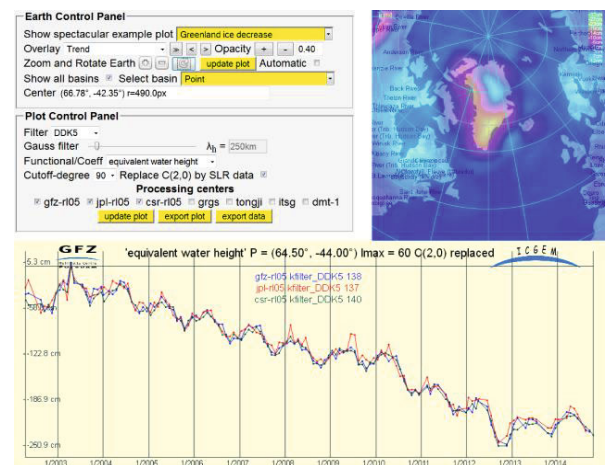 Earth Control Panel
Show spectacular example plot Greenland ice decrease
Overlay Trend ≫ < > Opacity + - 0.40
Zoom and Rotate Earth update plot Automatic
Show all basins Select basin Point
Center (66.78°, -42.35°) r=490.0px
Plot Control Panel
Filter DDK5
Gauss filter λh = 250km
Functional/Coeff equivalent water height
Cutoff-degree 90 Replace C(2,0) by SLR data
Processing centers
gfz-rl05 jpl-rl05 csr-rl05 grgs tongji itsg dmt-1
update plot export plot export data
GFZ
'equivalent water height' P = (64.50°, -44.00°) lmax = 60 C(2,0) replaced
ICGEM
-5.3 cm
gfz-rl05 kfilter_DDK5 138
jpl-rl05 kfilter_DDK5 137
csr-rl05 kfilter_DDK5 140
-122.8 cm
-186.9 cm
-260.9 cm
1/2003 1/2004 1/2005 1/2006 1/2007 1/2008 1/2009 1/2010 1/2011 1/2012 1/2013 1/2014